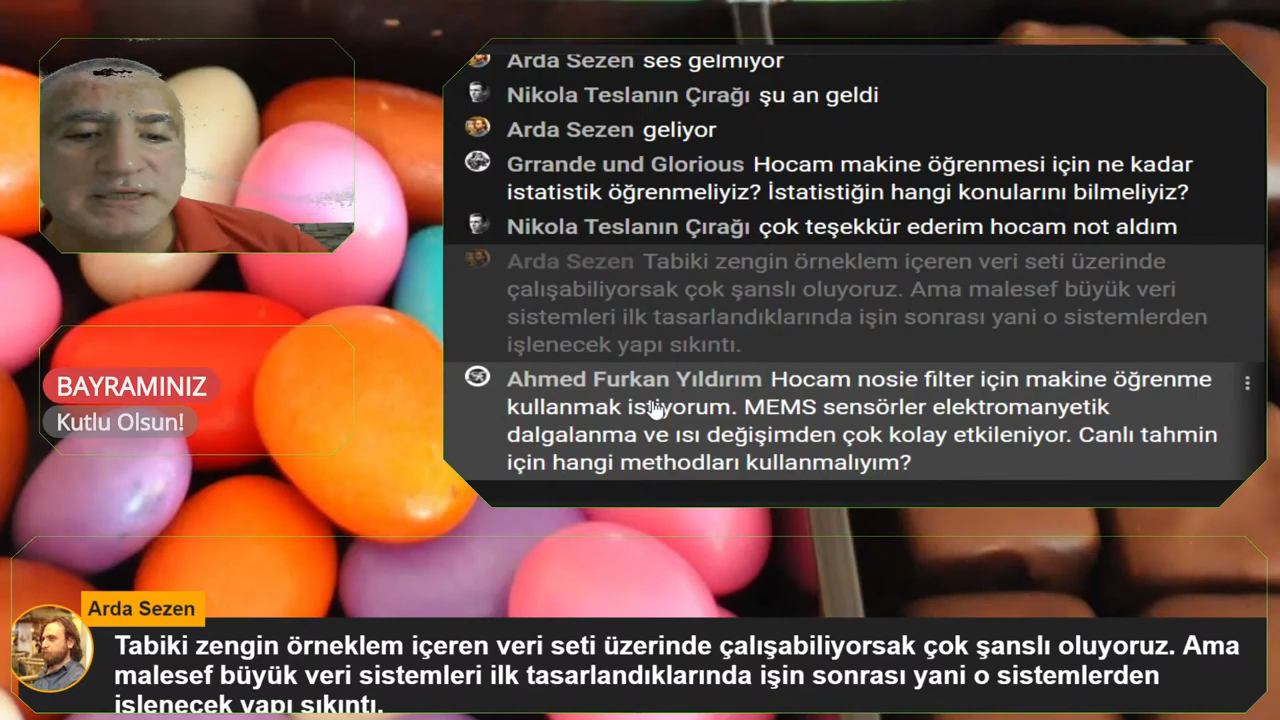 Arda Sezen ses gelmiyor
Nikola Teslanın Çırağı şu an geldi
Arda Sezen geliyor
Grrande und Glorious Hocam makine öğrenmesi için ne kadar
istatistik öğrenmeliyiz? İstatistiğin hangi konularını bilmeliyiz?
Nikola Teslanın Çırağı çok teşekkür ederim hocam not aldım
Arda Sezen Tabiki zengin örneklem içeren veri seti üzerinde
çalışabiliyorsak çok şanslı oluyoruz. Ama malesef büyük veri
sistemleri ilk tasarlandıklarında işin sonrası yani o sistemlerden
işlenecek yapı sıkıntı.
Ahmed Furkan Yıldırım Hocam nosie filter için makine öğrenme
kullanmak istiyorum. MEMS sensörler elektromanyetik
dalgalanma ve ısı değişimden çok kolay etkileniyor. Canlı tahmin
için hangi methodları kullanmalıyım?
BAYRAMINIZ
Kutlu Olsun!
Arda Sezen
Tabiki zengin örneklem içeren veri seti üzerinde çalışabiliyorsak çok şanslı oluyoruz. Ama
malesef büyük veri sistemleri ilk tasarlandıklarında işin sonrası yani o sistemlerden
işlenecek yapı sıkıntı.